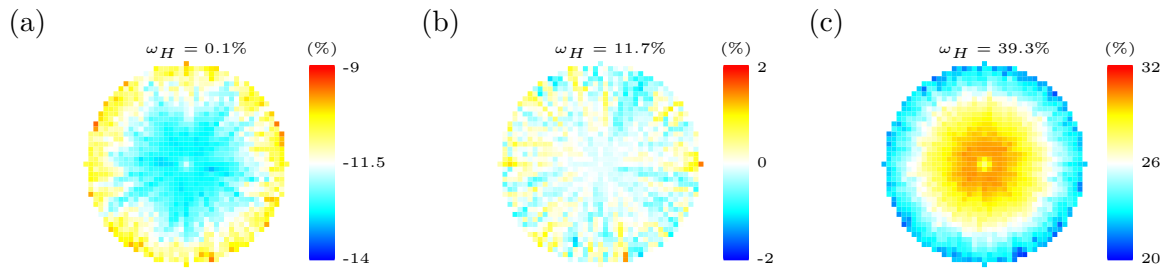 (a)
ω_H = 0.1%
(%)
-9
-11.5
-14
(b)
ω_H = 11.7%
(%)
2
0
-2
(c)
ω_H = 39.3%
(%)
32
26
20